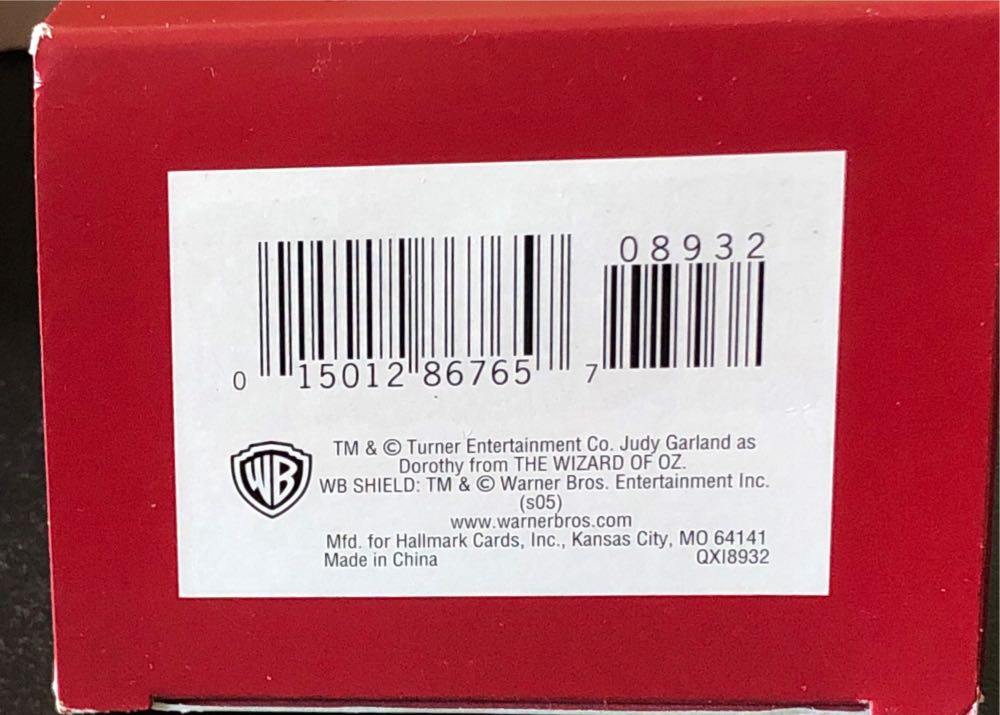 08932
0 15012 86765 7
WB
TM & © Turner Entertainment Co. Judy Garland as
Dorothy from THE WIZARD OF OZ.
WB SHIELD: TM & © Warner Bros. Entertainment Inc.
(s05)
www.warnerbros.com
Mfd. for Hallmark Cards, Inc., Kansas City, MO 64141
Made in China QXI8932